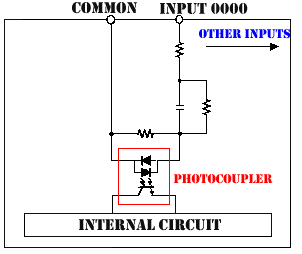 COMMON INPUT 0000
OTHER INPUTS
PHOTOCOUPLER
INTERNAL CIRCUIT